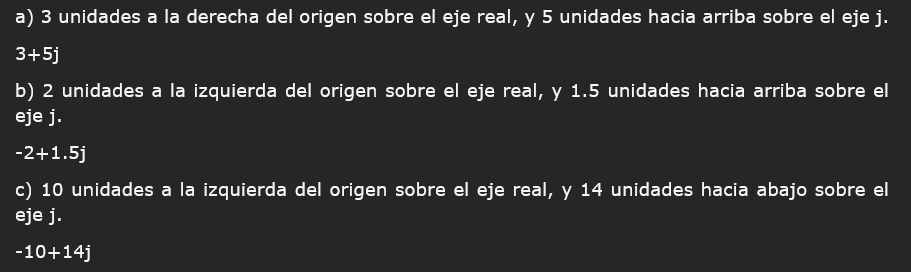 a) 3 unidades a la derecha del origen sobre el eje real, y 5 unidades hacia arriba sobre el eje j.
3+5j
b) 2 unidades a la izquierda del origen sobre el eje real, y 1.5 unidades hacia arriba sobre el
eje j.
-2+1.5j
c) 10 unidades a la izquierda del origen sobre el eje real, y 14 unidades hacia abajo sobre el
eje j.
-10+14j